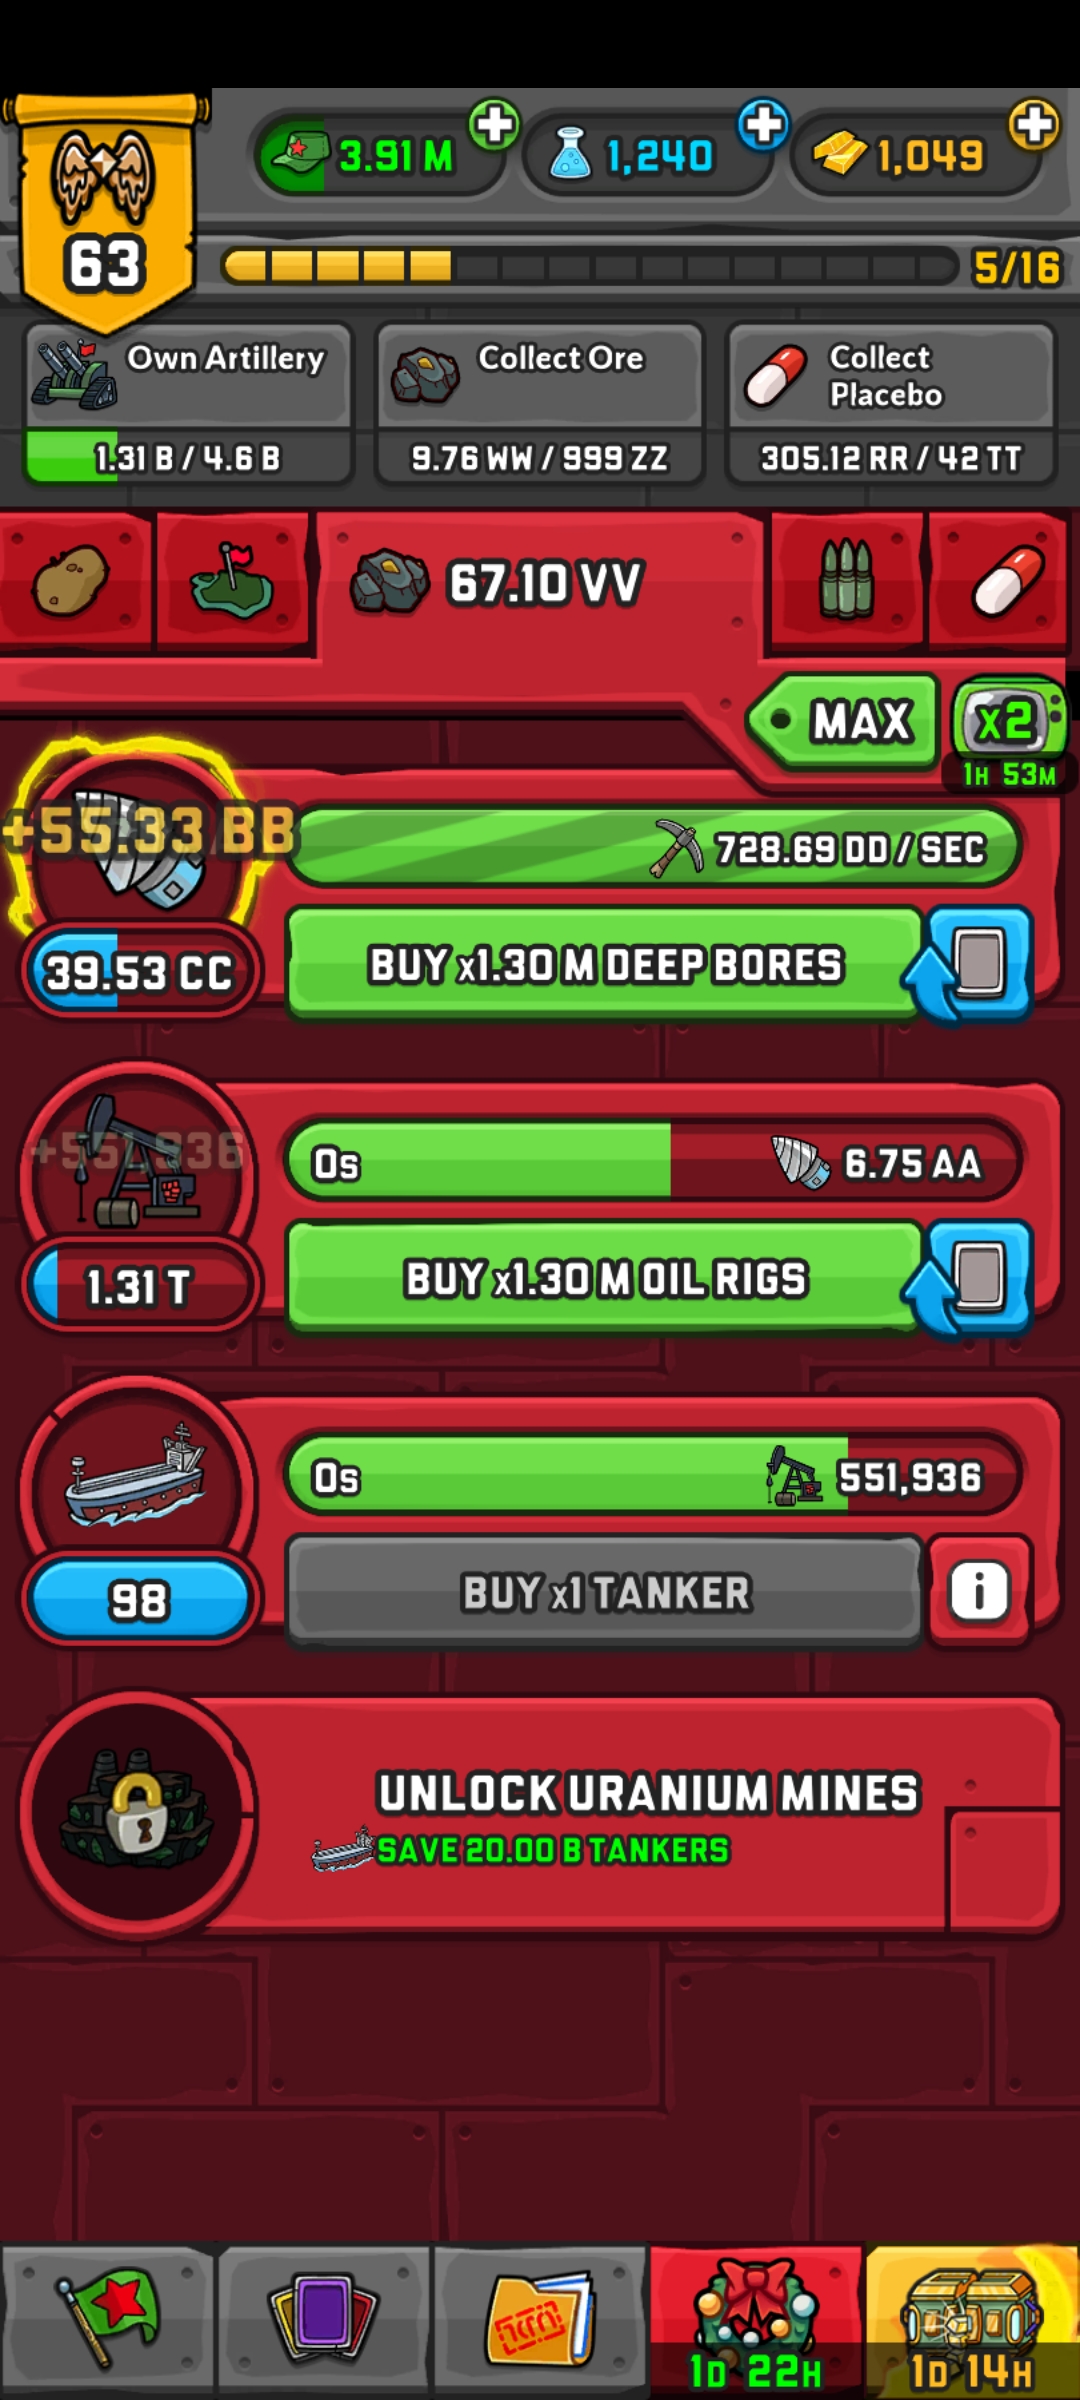 3.91 M
1,240
1,049
63
5/16
Own Artillery
1.31 B / 4.6 B
Collect Ore
9.76 WW / 999 ZZ
Collect
Placebo
305.12 RR / 42 TT
67.10 VV
MAX
x2
1H 53M
+55.33 BB
728.69 DD / SEC
39.53 CC
BUY x1.30 M DEEP BORES
+551,936
0s
6.75 AA
1.31 T
BUY x1.30 M OIL RIGS
0s
551,936
98
BUY x1 TANKER
i
UNLOCK URANIUM MINES
SAVE 20.00 B TANKERS
1D 22H
1D 14H